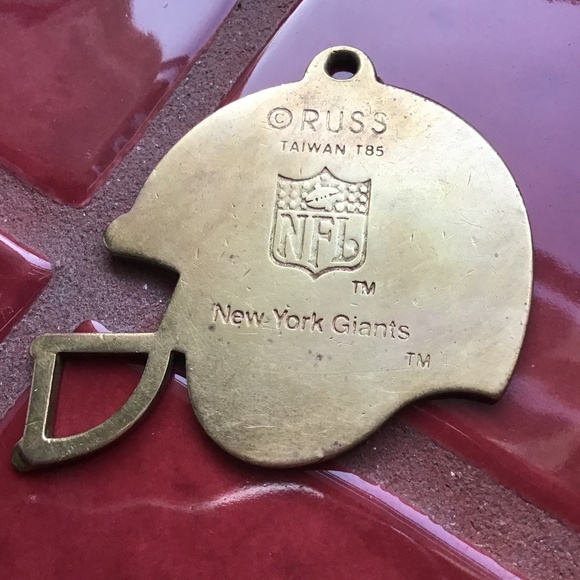 © RUSS
TAIWAN T85
NFL
TM
New York Giants
TM